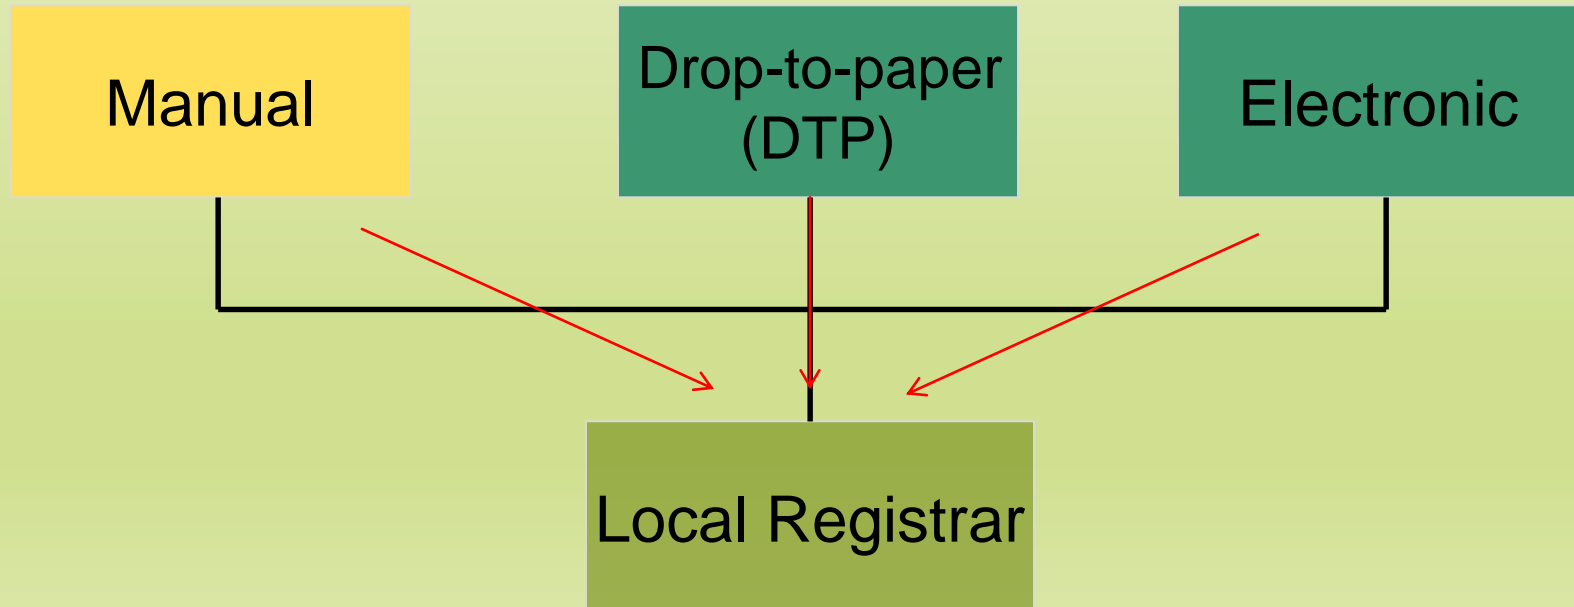 Manual
Drop-to-paper
(DTP)
Electronic
Local Registrar